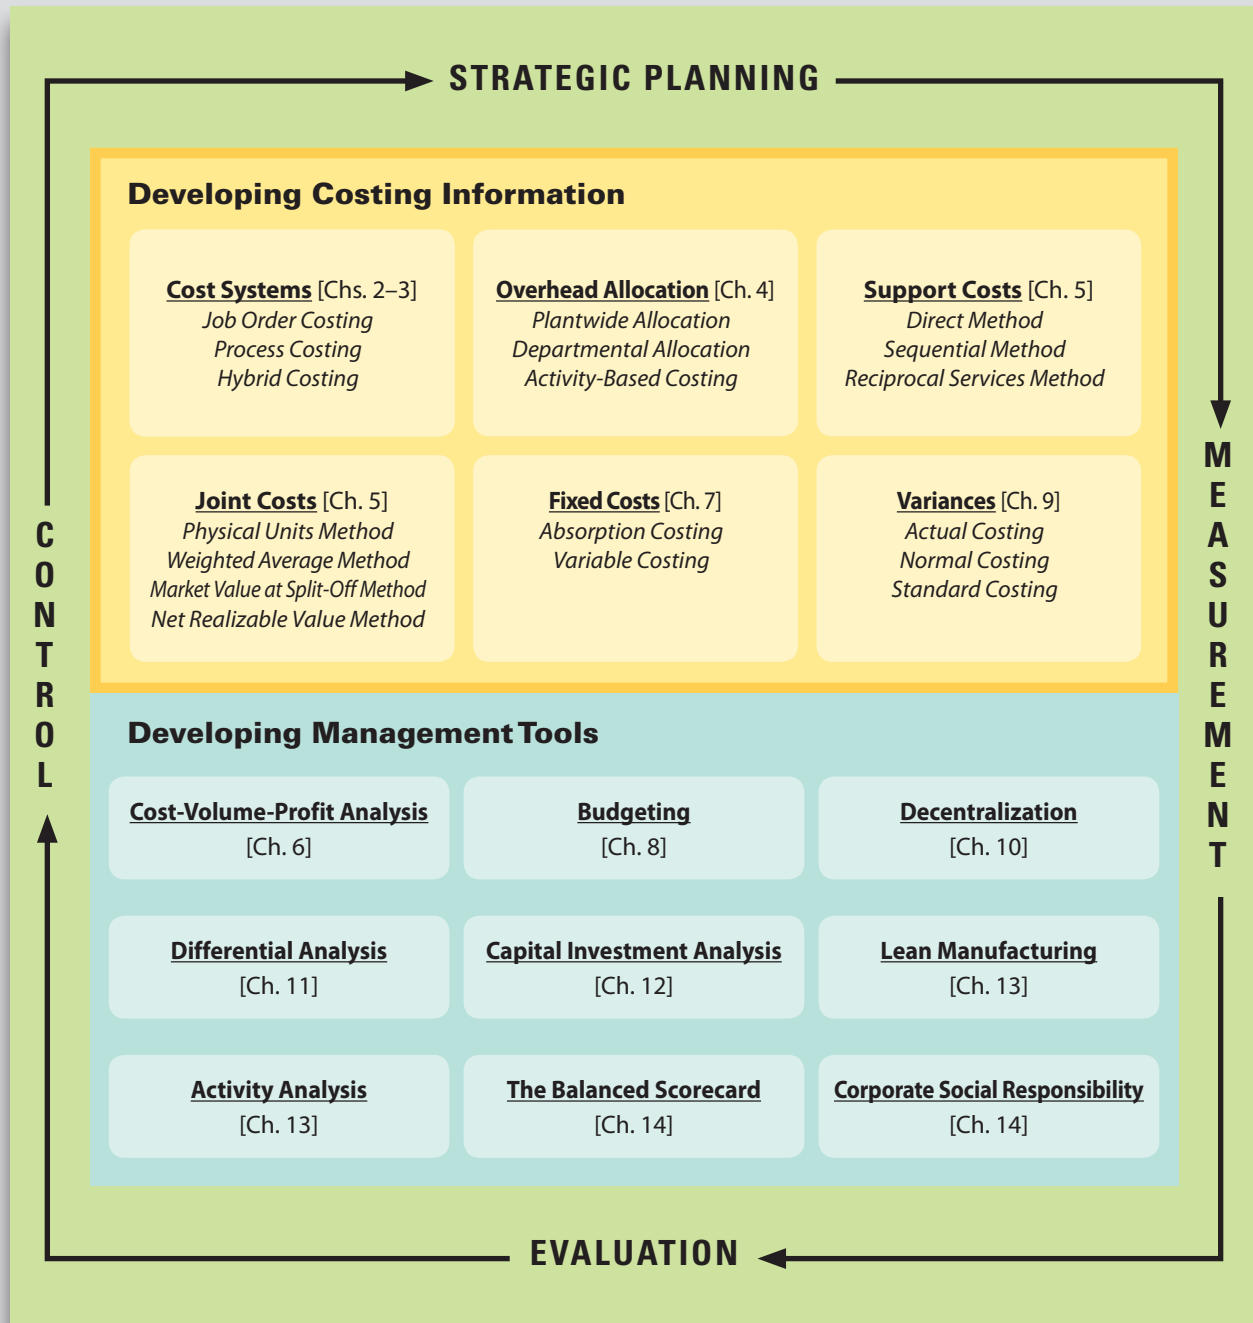 STRATEGIC PLANNING
Developing Costing Information
Cost Systems [Chs. 2–3]
Job Order Costing
Process Costing
Hybrid Costing
Overhead Allocation [Ch. 4]
Plantwide Allocation
Departmental Allocation
Activity-Based Costing
Support Costs [Ch. 5]
Direct Method
Sequential Method
Reciprocal Services Method
Joint Costs [Ch. 5]
Physical Units Method
Weighted Average Method
Market Value at Split-Off Method
Net Realizable Value Method
Fixed Costs [Ch. 7]
Absorption Costing
Variable Costing
Variances [Ch. 9]
Actual Costing
Normal Costing
Standard Costing
Developing Management Tools
Cost-Volume-Profit Analysis
[Ch. 6]
Budgeting
[Ch. 8]
Decentralization
[Ch. 10]
Differential Analysis
[Ch. 11]
Capital Investment Analysis
[Ch. 12]
Lean Manufacturing
[Ch. 13]
Activity Analysis
[Ch. 13]
The Balanced Scorecard
[Ch. 14]
Corporate Social Responsibility
[Ch. 14]
MEASUREMENT
EVALUATION
CONTROL